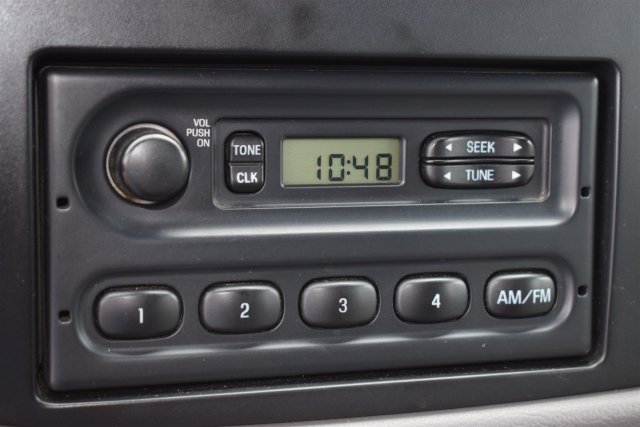 VOL
PUSH
ON
TONE
CLK
10:48
◄ SEEK ►
◄ TUNE ►
1
2
3
4
AM/FM